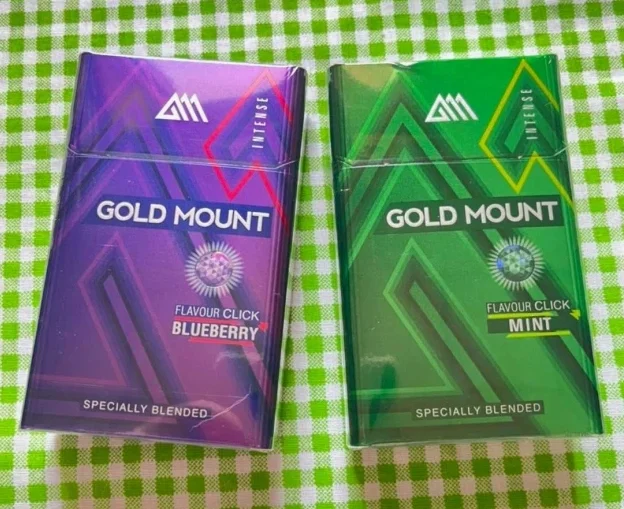 GM
INTENSE
GOLD MOUNT
FLAVOUR CLICK
BLUEBERRY
SPECIALLY BLENDED
GM
INTENSE
GOLD MOUNT
FLAVOUR CLICK
MINT
SPECIALLY BLENDED